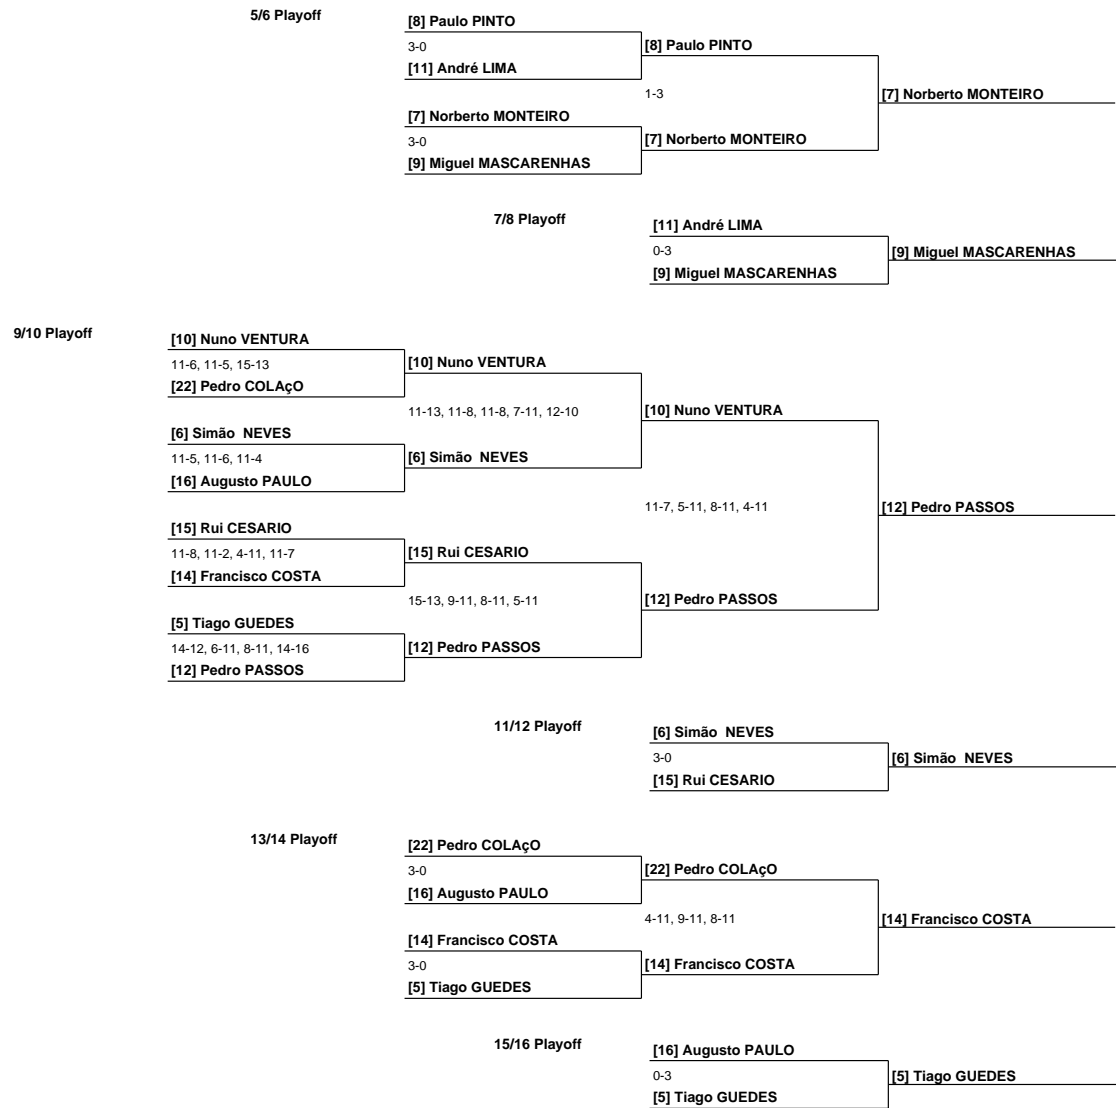 5/6 Playoff
[8] Paulo PINTO
3-0
[8] Paulo PINTO
[11] André LIMA
1-3
[7] Norberto MONTEIRO
[7] Norberto MONTEIRO
3-0
[7] Norberto MONTEIRO
[9] Miguel MASCARENHAS
7/8 Playoff
[11] André LIMA
0-3
[9] Miguel MASCARENHAS
[9] Miguel MASCARENHAS
9/10 Playoff
[10] Nuno VENTURA
11-6, 11-5, 15-13
[10] Nuno VENTURA
[22] Pedro COLAçO
11-13, 11-8, 11-8, 7-11, 12-10
[10] Nuno VENTURA
[6] Simão  NEVES
11-5, 11-6, 11-4
[6] Simão  NEVES
[16] Augusto PAULO
11-7, 5-11, 8-11, 4-11
[12] Pedro PASSOS
[15] Rui CESARIO
11-8, 11-2, 4-11, 11-7
[15] Rui CESARIO
[14] Francisco COSTA
15-13, 9-11, 8-11, 5-11
[12] Pedro PASSOS
[5] Tiago GUEDES
14-12, 6-11, 8-11, 14-16
[12] Pedro PASSOS
[12] Pedro PASSOS
11/12 Playoff
[6] Simão  NEVES
3-0
[6] Simão  NEVES
[15] Rui CESARIO
13/14 Playoff
[22] Pedro COLAçO
3-0
[22] Pedro COLAçO
[16] Augusto PAULO
4-11, 9-11, 8-11
[14] Francisco COSTA
[14] Francisco COSTA
3-0
[14] Francisco COSTA
[5] Tiago GUEDES
15/16 Playoff
[16] Augusto PAULO
0-3
[5] Tiago GUEDES
[5] Tiago GUEDES